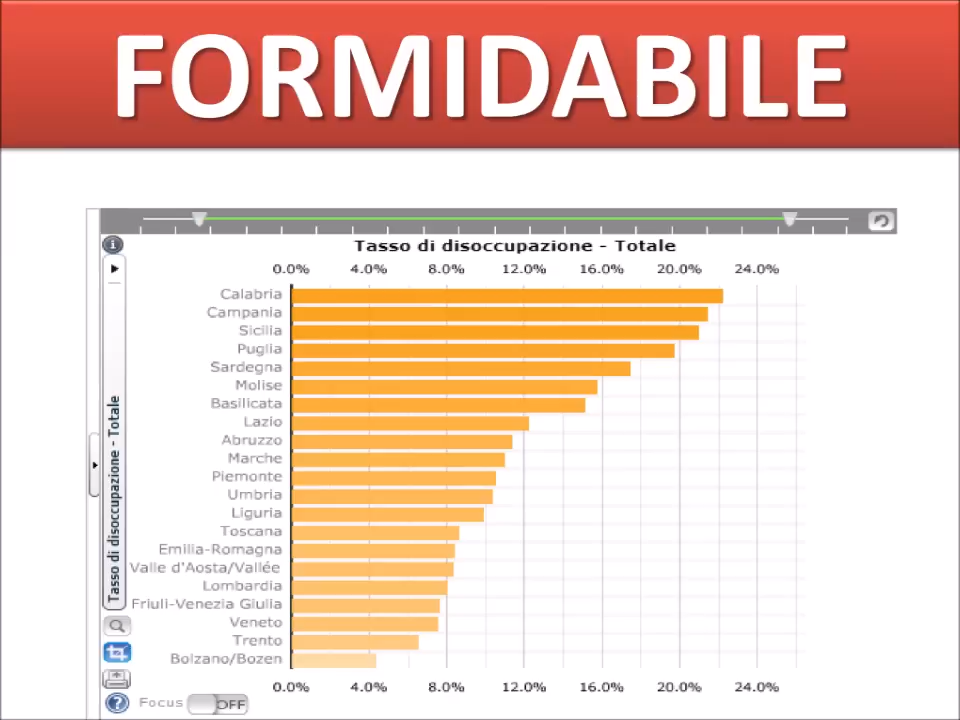 FORMIDABILE
Tasso di disoccupazione - Totale
0.0% 4.0% 8.0% 12.0% 16.0% 20.0% 24.0%
Calabria
Campania
Sicilia
Puglia
Sardegna
Molise
Basilicata
Lazio
Abruzzo
Marche
Piemonte
Umbria
Liguria
Toscana
Emilia-Romagna
Valle d'Aosta/Vallée
Lombardia
Friuli-Venezia Giulia
Veneto
Trento
Bolzano/Bozen
0.0% 4.0% 8.0% 12.0% 16.0% 20.0% 24.0%
Tasso di disoccupazione - Totale
Focus OFF